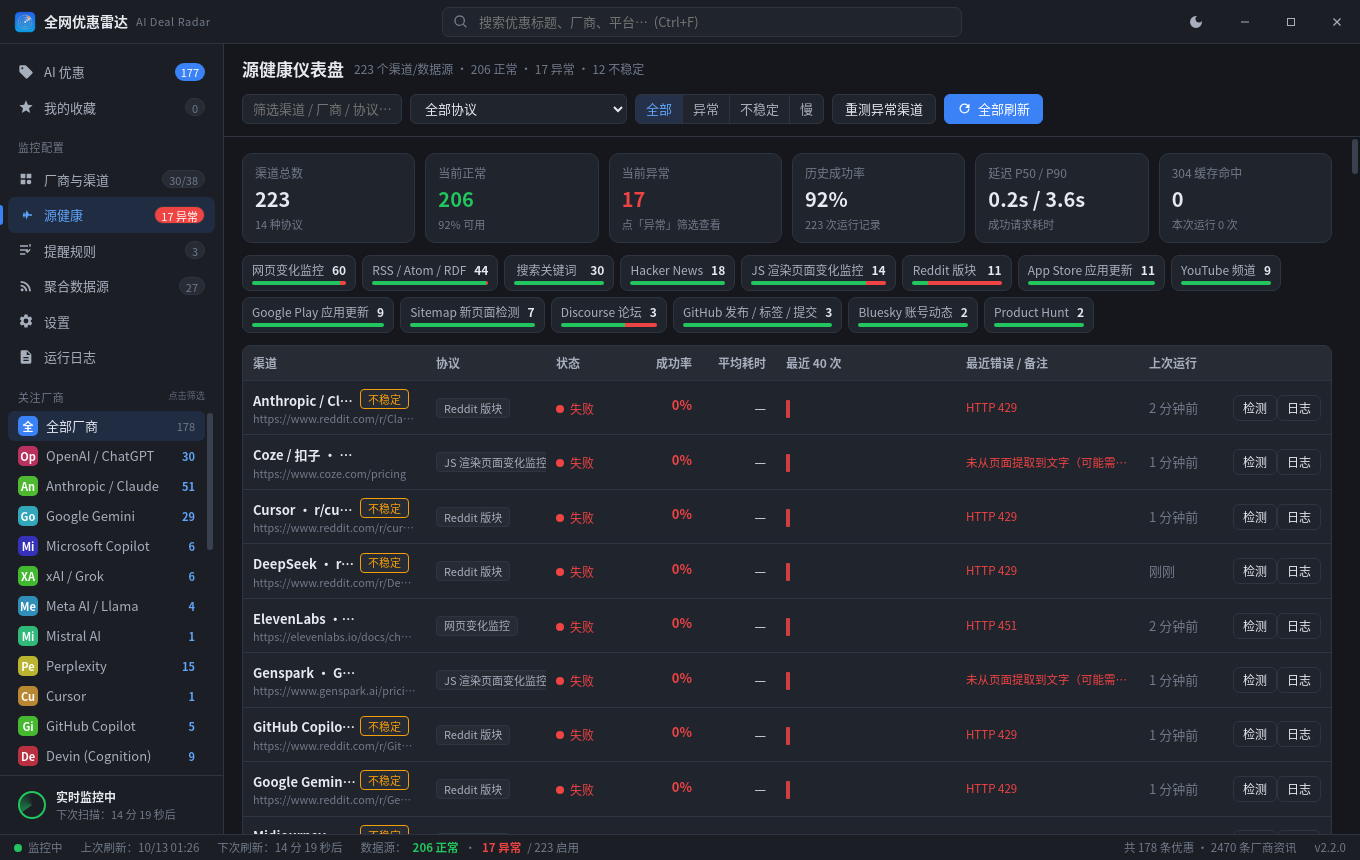 全网优惠雷达 AI Deal Radar
搜索优惠标题、厂商、平台… (Ctrl+F)
AI 优惠 177
我的收藏 0
监控配置
厂商与渠道 30/38
源健康 17 异常
提醒规则 3
聚合数据源 27
设置
运行日志
关注厂商 点击筛选
全 全部厂商 178
Op OpenAI / ChatGPT 30
An Anthropic / Claude 51
Go Google Gemini 29
Mi Microsoft Copilot 6
XA xAI / Grok 6
Me Meta AI / Llama 4
Mi Mistral AI 1
Pe Perplexity 15
Cu Cursor 1
Gi GitHub Copilot 5
De Devin (Cognition) 9
实时监控中
下次扫描：14 分 19 秒后
源健康仪表盘 223 个渠道/数据源 · 206 正常 · 17 异常 · 12 不稳定
筛选渠道 / 厂商 / 协议… 全部协议 全部 异常 不稳定 慢 重测异常渠道 全部刷新
渠道总数
223
14 种协议
当前正常
206
92% 可用
当前异常
17
点「异常」筛选查看
历史成功率
92%
223 次运行记录
延迟 P50 / P90
0.2s / 3.6s
成功请求耗时
304 缓存命中
0
本次运行 0 次
网页变化监控 60 RSS / Atom / RDF 44 搜索关键词 30 Hacker News 18 JS 渲染页面变化监控 14 Reddit 版块 11 App Store 应用更新 11 YouTube 频道 9
Google Play 应用更新 9 Sitemap 新页面检测 7 Discourse 论坛 3 GitHub 发布 / 标签 / 提交 3 Bluesky 账号动态 2 Product Hunt 2
渠道 协议 状态 成功率 平均耗时 最近 40 次 最近错误 / 备注 上次运行
Anthropic / Cl… 不稳定 Reddit 版块 失败 0% — HTTP 429 2 分钟前 检测 日志
https://www.reddit.com/r/Cla…
Coze / 扣子 · … JS 渲染页面变化监控 失败 0% — 未从页面提取到文字（可能需… 1 分钟前 检测 日志
https://www.coze.com/pricing
Cursor · r/cu… 不稳定 Reddit 版块 失败 0% — HTTP 429 1 分钟前 检测 日志
https://www.reddit.com/r/cur…
DeepSeek · r… 不稳定 Reddit 版块 失败 0% — HTTP 429 刚刚 检测 日志
https://www.reddit.com/r/De…
ElevenLabs · … 网页变化监控 失败 0% — HTTP 451 2 分钟前 检测 日志
https://elevenlabs.io/docs/ch…
Genspark · G… JS 渲染页面变化监控 失败 0% — 未从页面提取到文字（可能需… 1 分钟前 检测 日志
https://www.genspark.ai/prici…
GitHub Copilo… 不稳定 Reddit 版块 失败 0% — HTTP 429 1 分钟前 检测 日志
https://www.reddit.com/r/Git…
Google Gemin… 不稳定 Reddit 版块 失败 0% — HTTP 429 1 分钟前 检测 日志
https://www.reddit.com/r/Ge…
监控中 上次刷新：10/13 01:26 下次刷新：14 分 19 秒后 数据源： 206 正常 · 17 异常 / 223 启用 共 178 条优惠 · 2470 条厂商资讯 v2.2.0